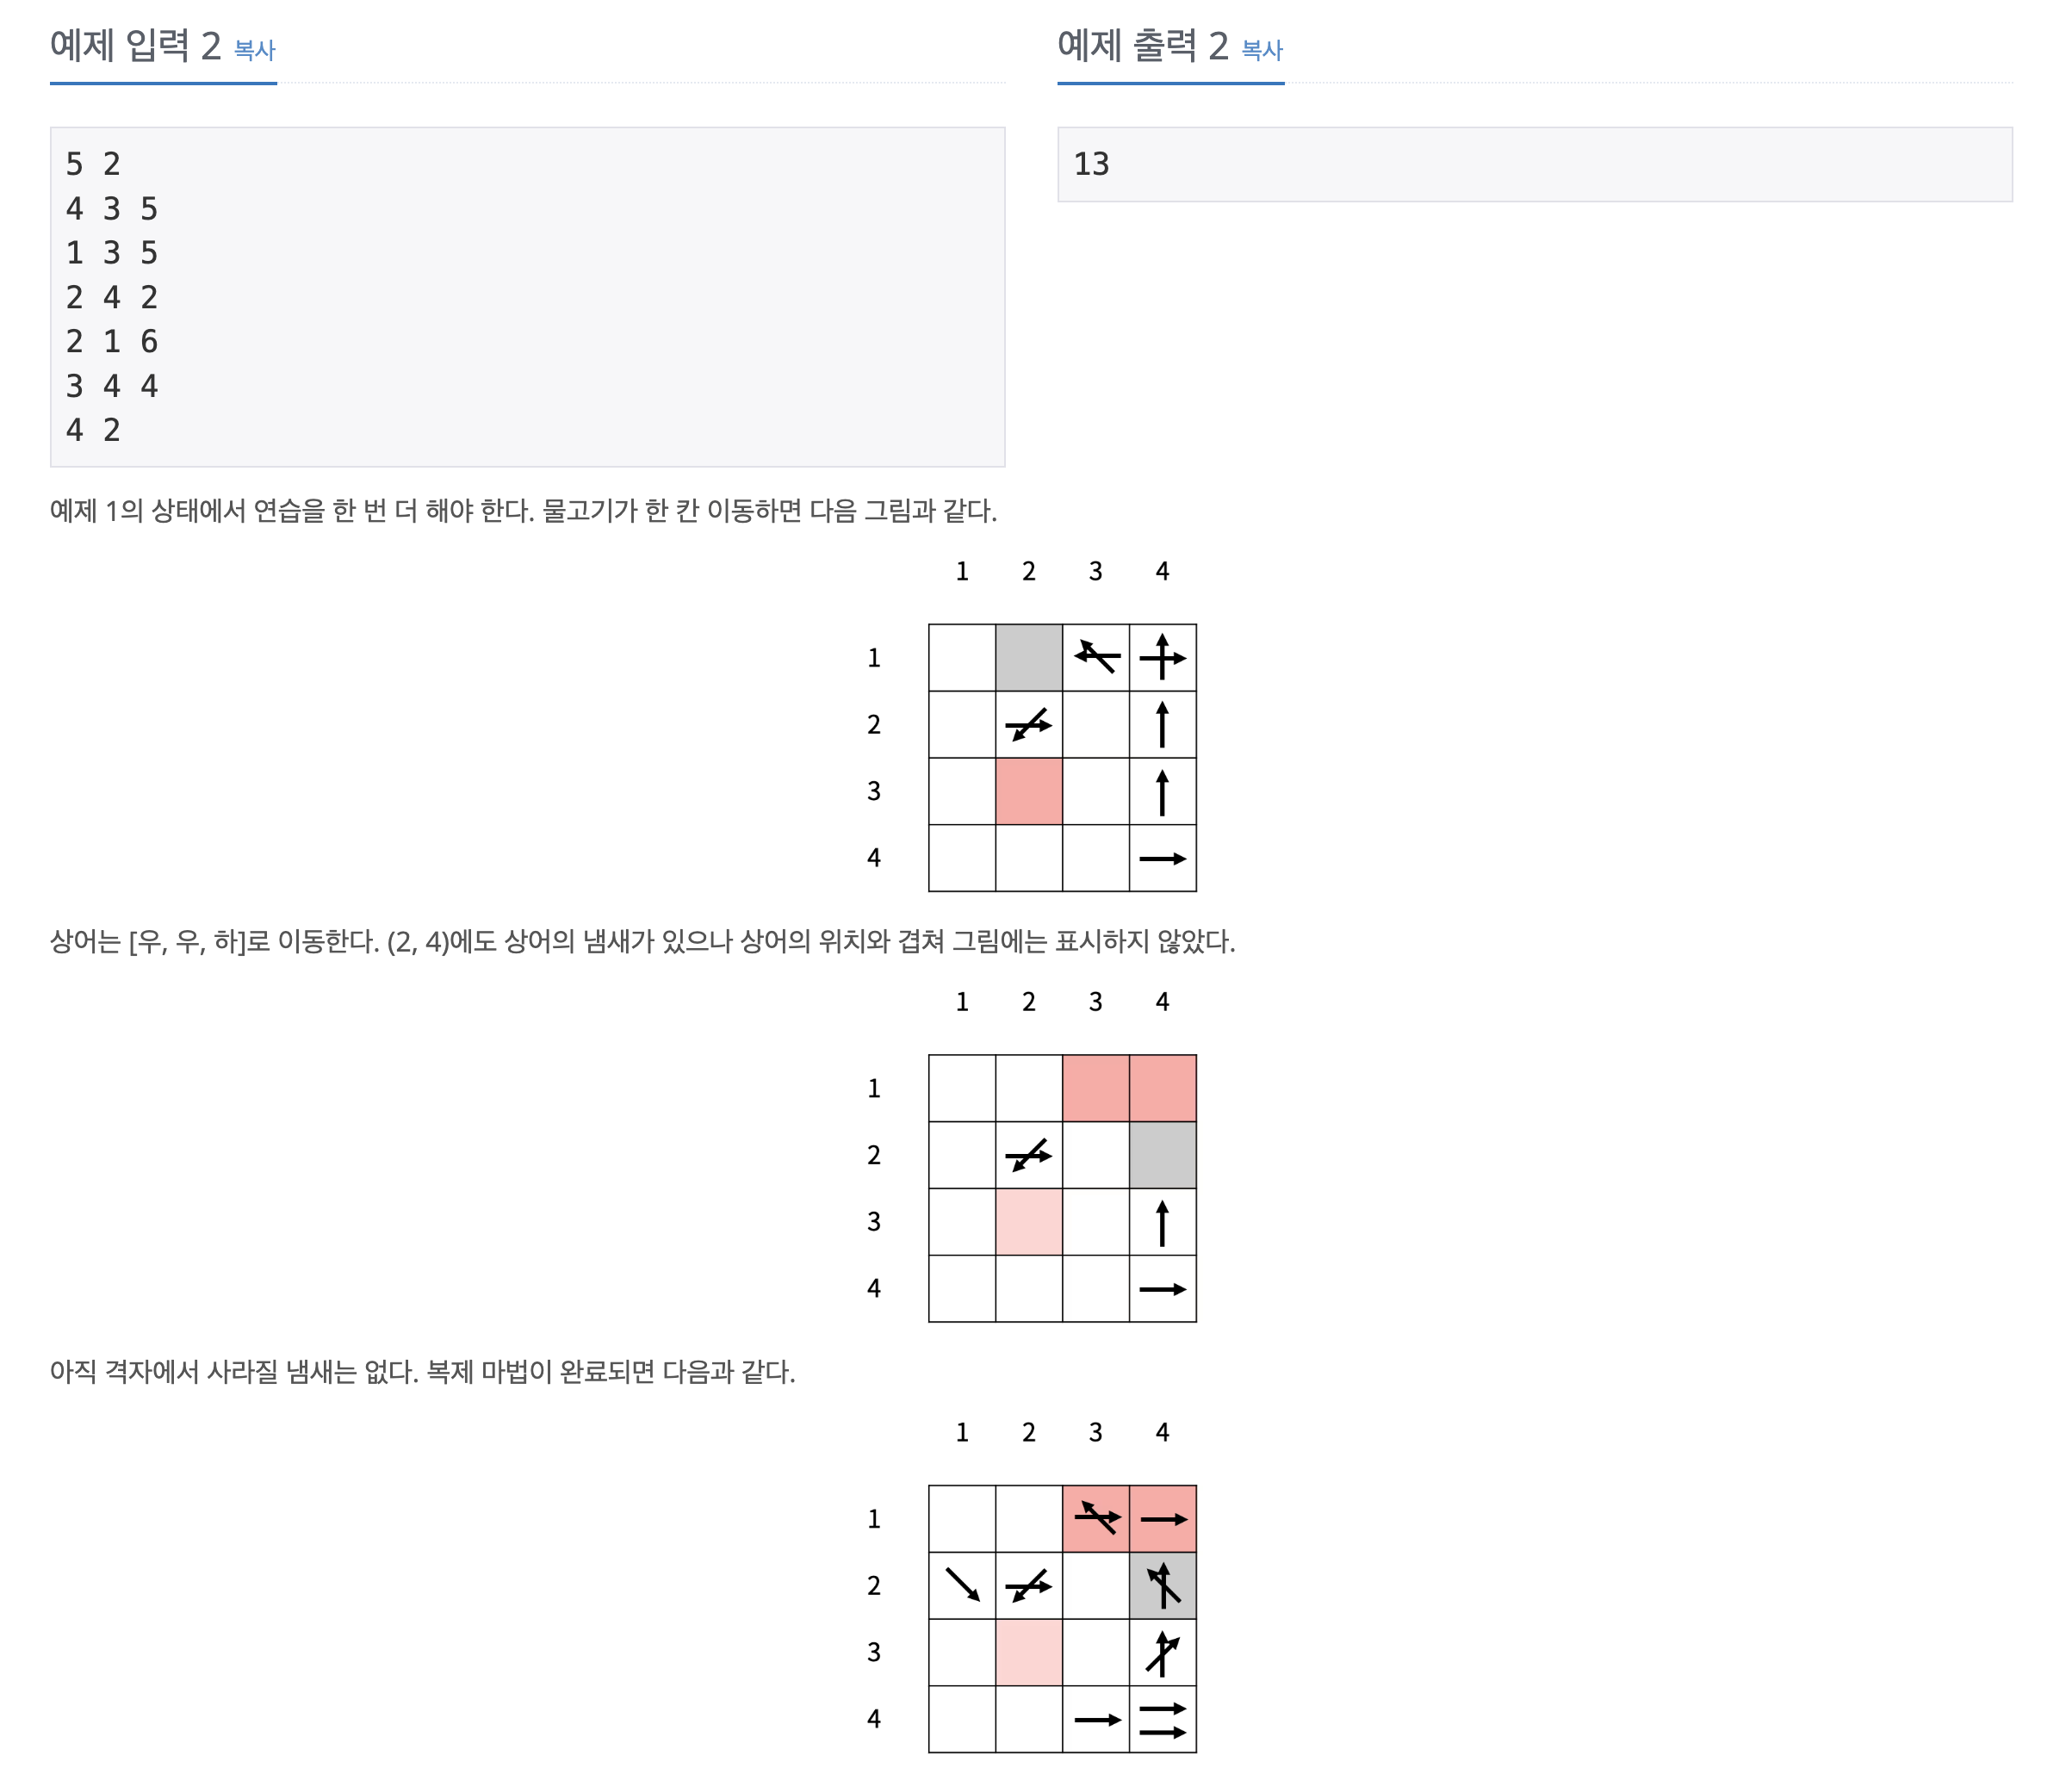 예제 입력 2 복사
5 2
4 3 5
1 3 5
2 4 2
2 1 6
3 4 4
4 2
예제 출력 2 복사
13
예제 1의 상태에서 연습을 한 번 더 해야 한다. 물고기가 한 칸 이동하면 다음 그림과 같다.
1 2 3 4
1
2
3
4
상어는 [우, 우, 하]로 이동한다. (2, 4)에도 상어의 냄새가 있으나 상어의 위치와 겹쳐 그림에는 표시하지 않았다.
1 2 3 4
1
2
3
4
아직 격자에서 사라질 냄새는 없다. 복제 마법이 완료되면 다음과 같다.
1 2 3 4
1
2
3
4